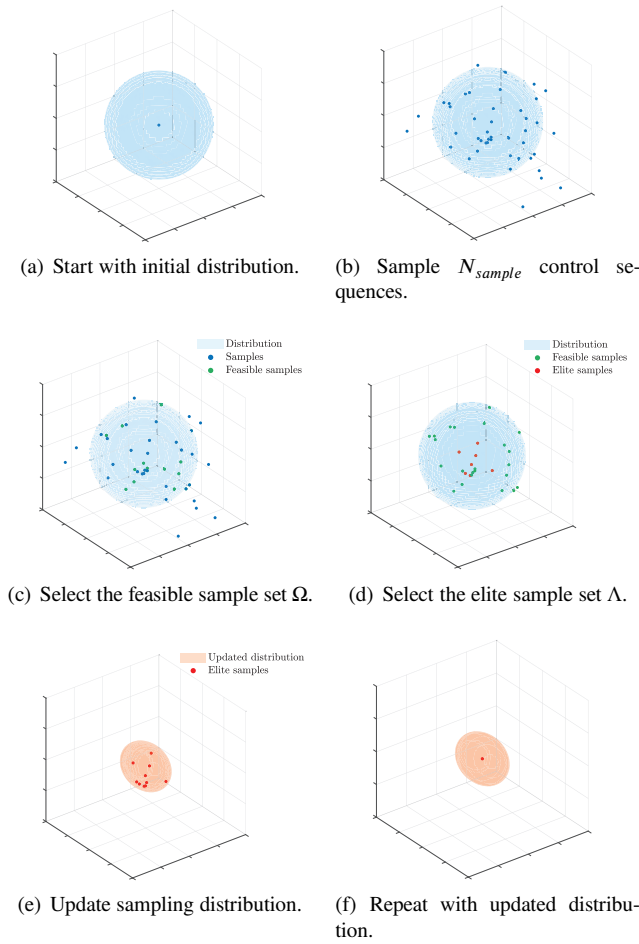 (a) Start with initial distribution.
(b) Sample N_sample control se-
quences.
Distribution
Samples
Feasible samples
Distribution
Feasible samples
Elite samples
(c) Select the feasible sample set Ω.
(d) Select the elite sample set Λ.
Updated distribution
Elite samples
(e) Update sampling distribution.
(f) Repeat with updated distribu-
tion.